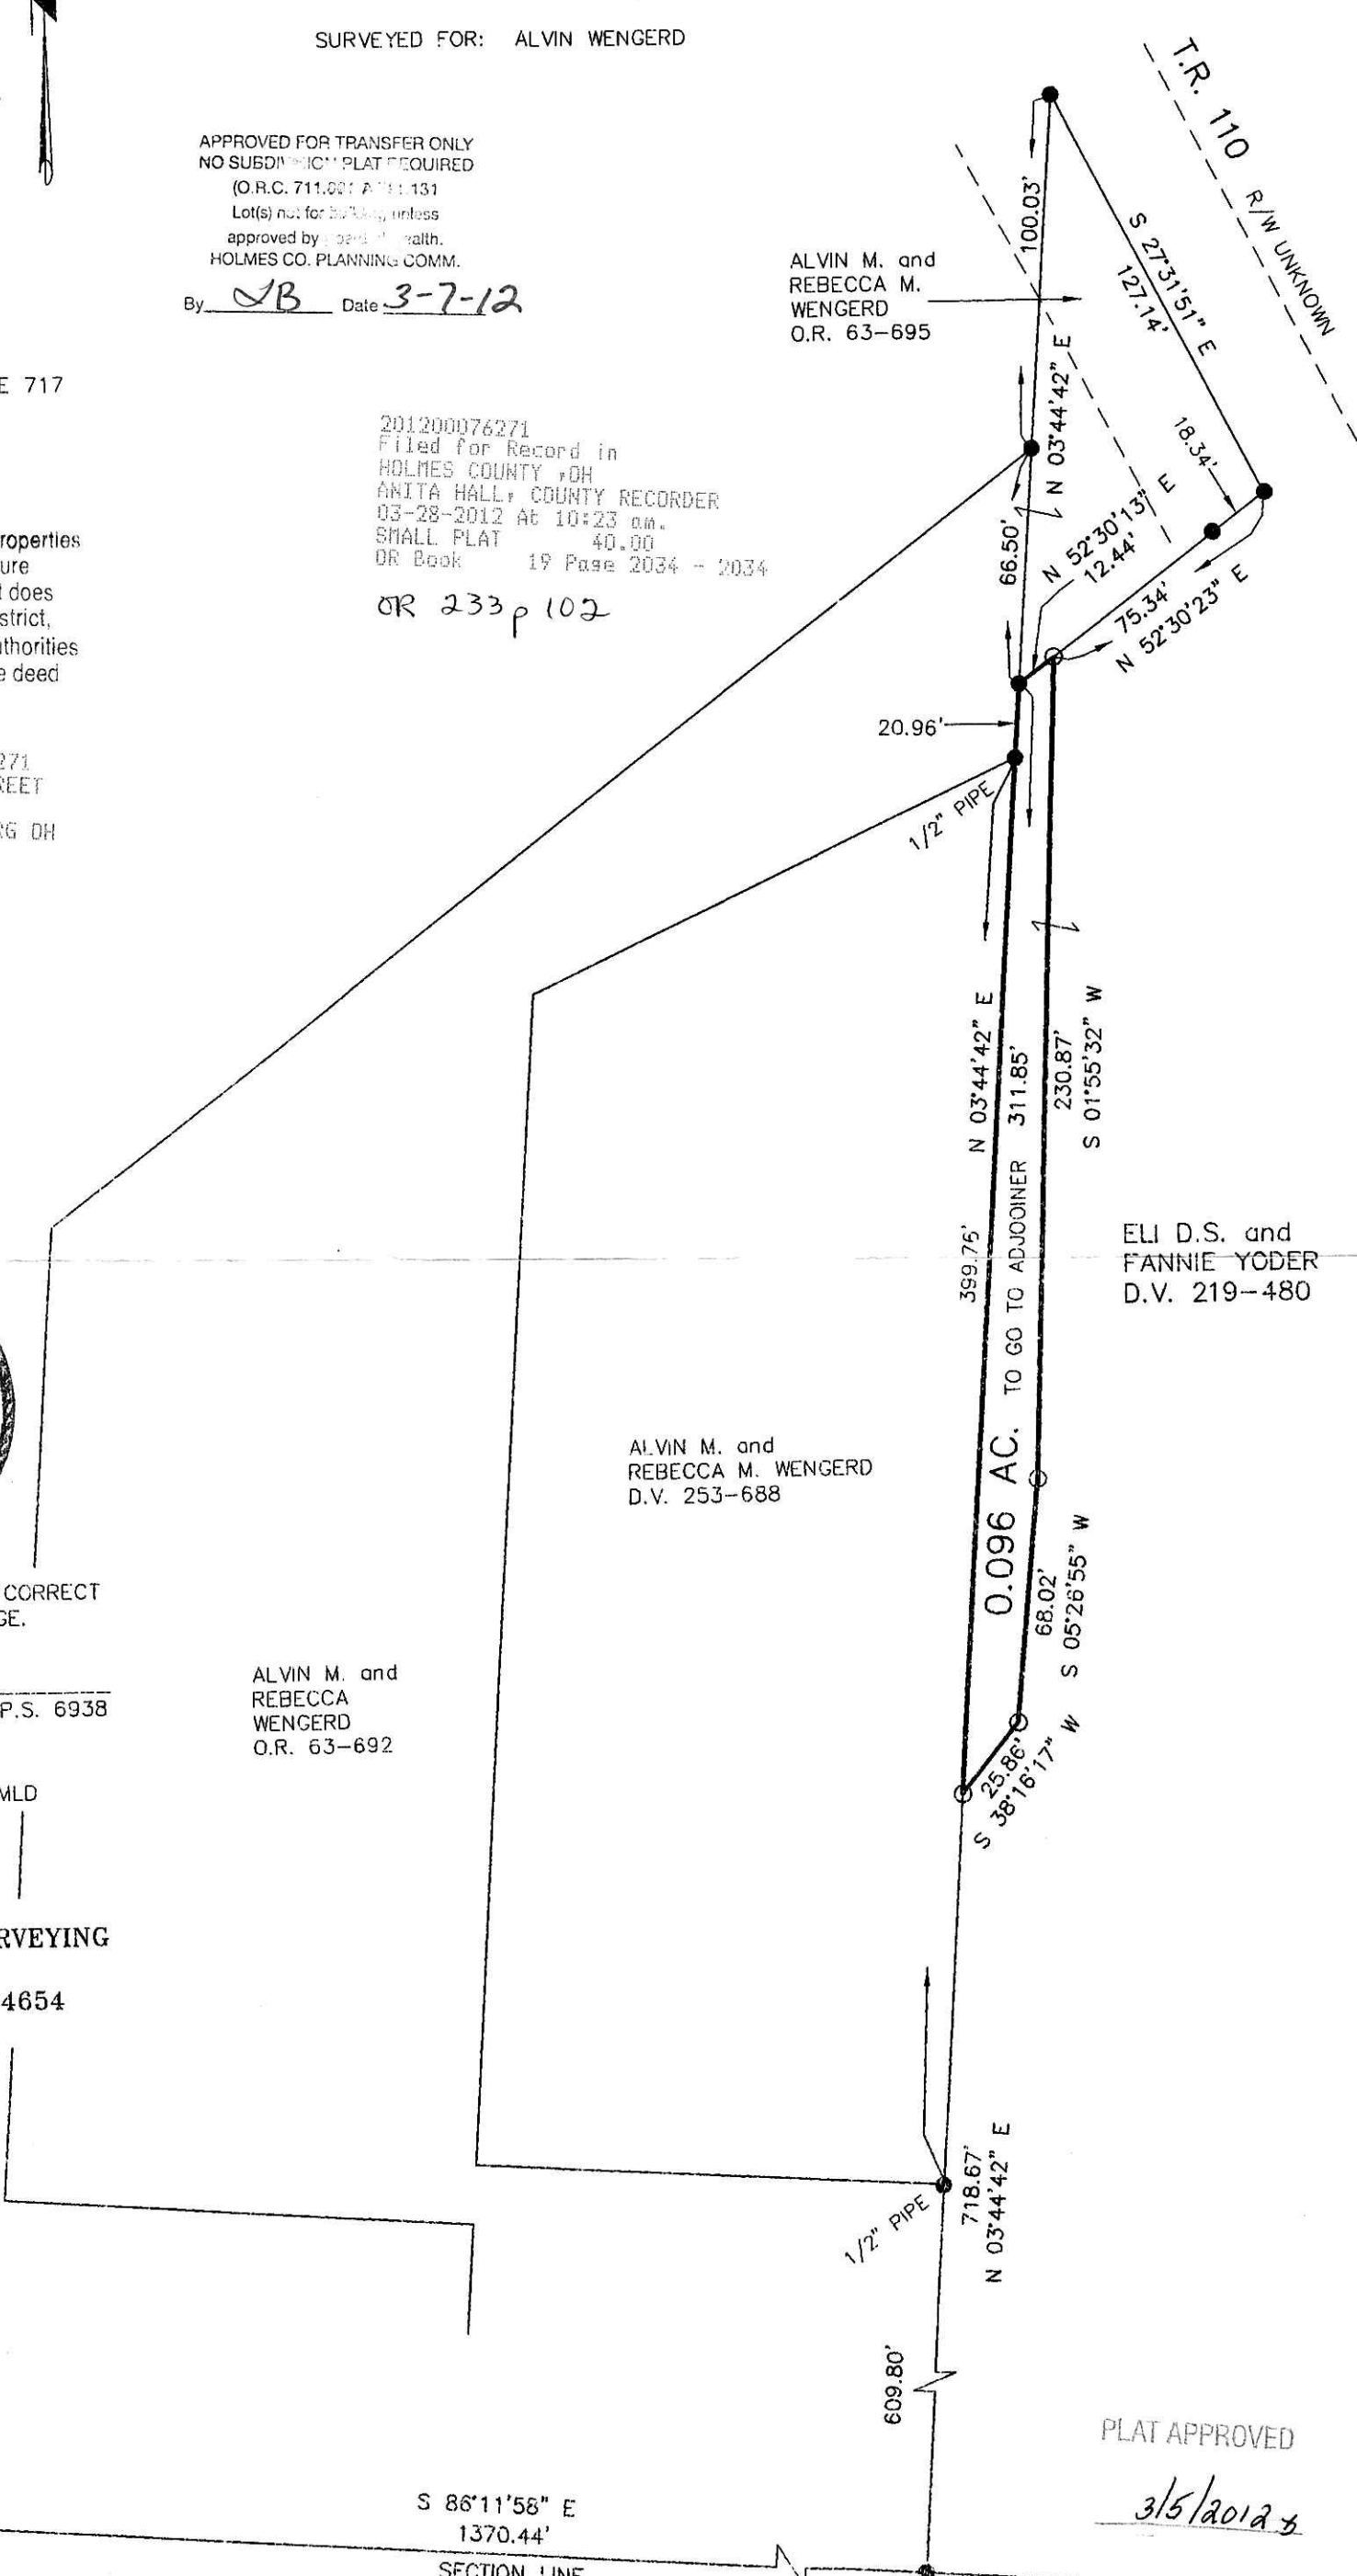 SURVEYED FOR: ALVIN WENGERD
APPROVED FOR TRANSFER ONLY
NO PLAT REQUIRED
(O.R.C.
Lot(s) not for unless
approved by
HOLMES CO. PLANNING COMM.
By Date 3-7-12
E 717
201200076271
Filed for Record in
HOLMES COUNTY ,OH
ANITA HALL, COUNTY RECORDER
03-28-2012 At 10:23 am.
SMALL PLAT 40.00
OR Book 19 Page 2034 - 2034
OR 233 p 102
roperties
ure
t does
strict,
uthorities
e deed
271
REET
RG OH
T.R. 110
R/W UNKNOWN
100.03'
S 27°31'51" E
127.14'
ALVIN M. and
REBECCA M.
WENGERD
O.R. 63-695
N 03°44'42" E
18.34'
66.50'
N 52°30'13" E
12.44'
75.34'
N 52°30'23" E
20.96'
1/2" PIPE
N 03°44'42" E
399.76'
311.85'
TO GO TO ADJOOINER
0.096 AC.
230.87'
S 01°55'32" W
ELI D.S. and
FANNIE YODER
D.V. 219-480
ALVIN M. and
REBECCA M. WENGERD
D.V. 253-688
68.02'
S 05°26'55" W
CORRECT
GE.
P.S. 6938
ALVIN M. and
REBECCA
WENGERD
O.R. 63-692
25.86'
S 38°16'17" W
MLD
RVEYING
4654
718.67'
N 03°44'42" E
1/2" PIPE
609.80'
PLAT APPROVED
3/5/2012
S 86°11'58" E
1370.44'
SECTION LINE